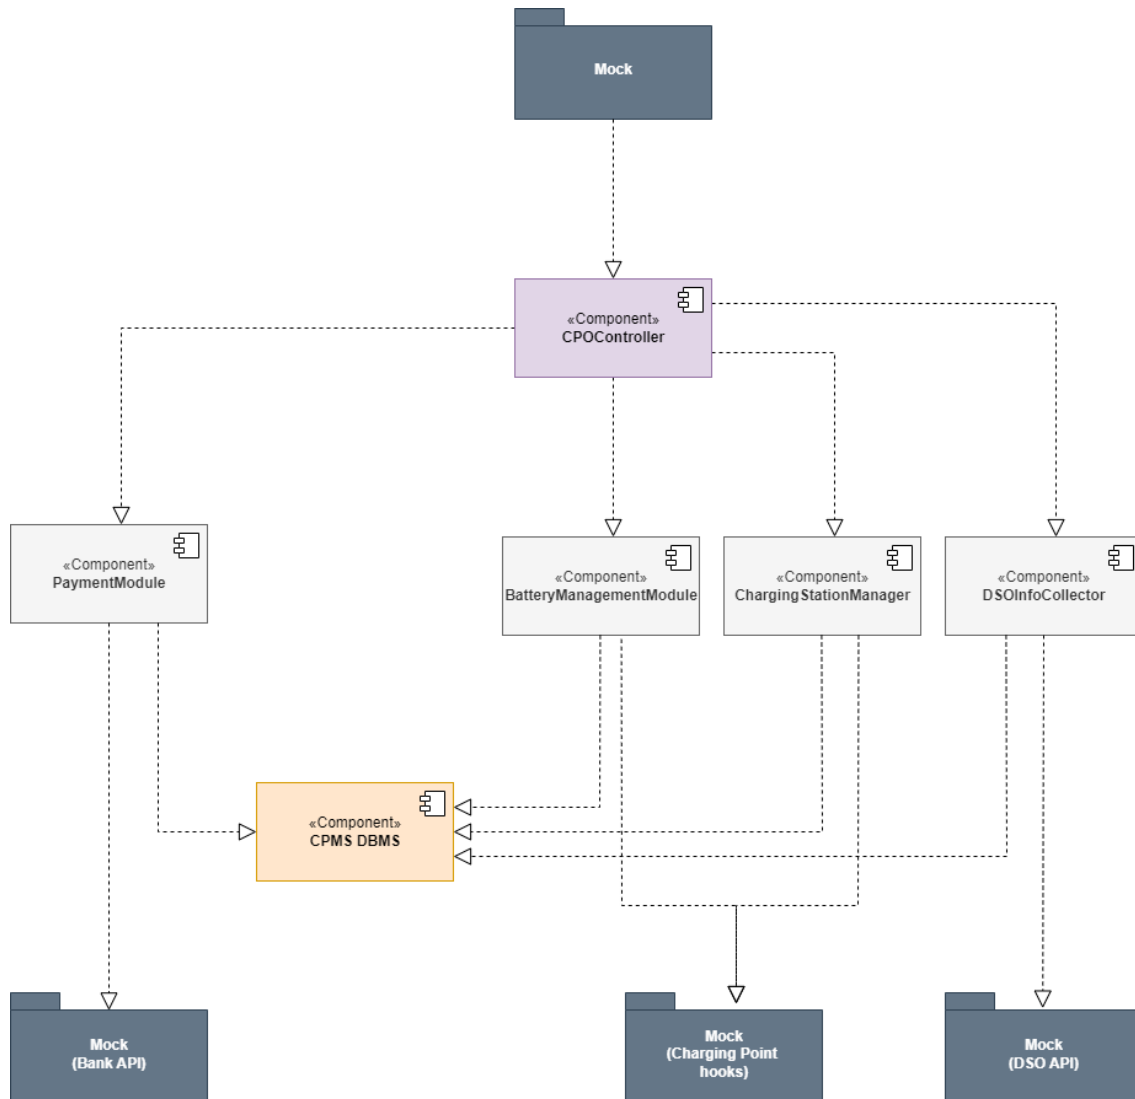 Mock
«Component»
CPOController
«Component»
PaymentModule
«Component»
BatteryManagementModule
«Component»
ChargingStationManager
«Component»
DSOInfoCollector
«Component»
CPMS DBMS
Mock
(Bank API)
Mock
(Charging Point
hooks)
Mock
(DSO API)